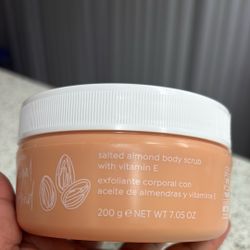 salted almond body scrub
with vitamin E
exfoliante corporal con
aceite de almendras y vitamina E
200 g e NET WT 7.05 OZ